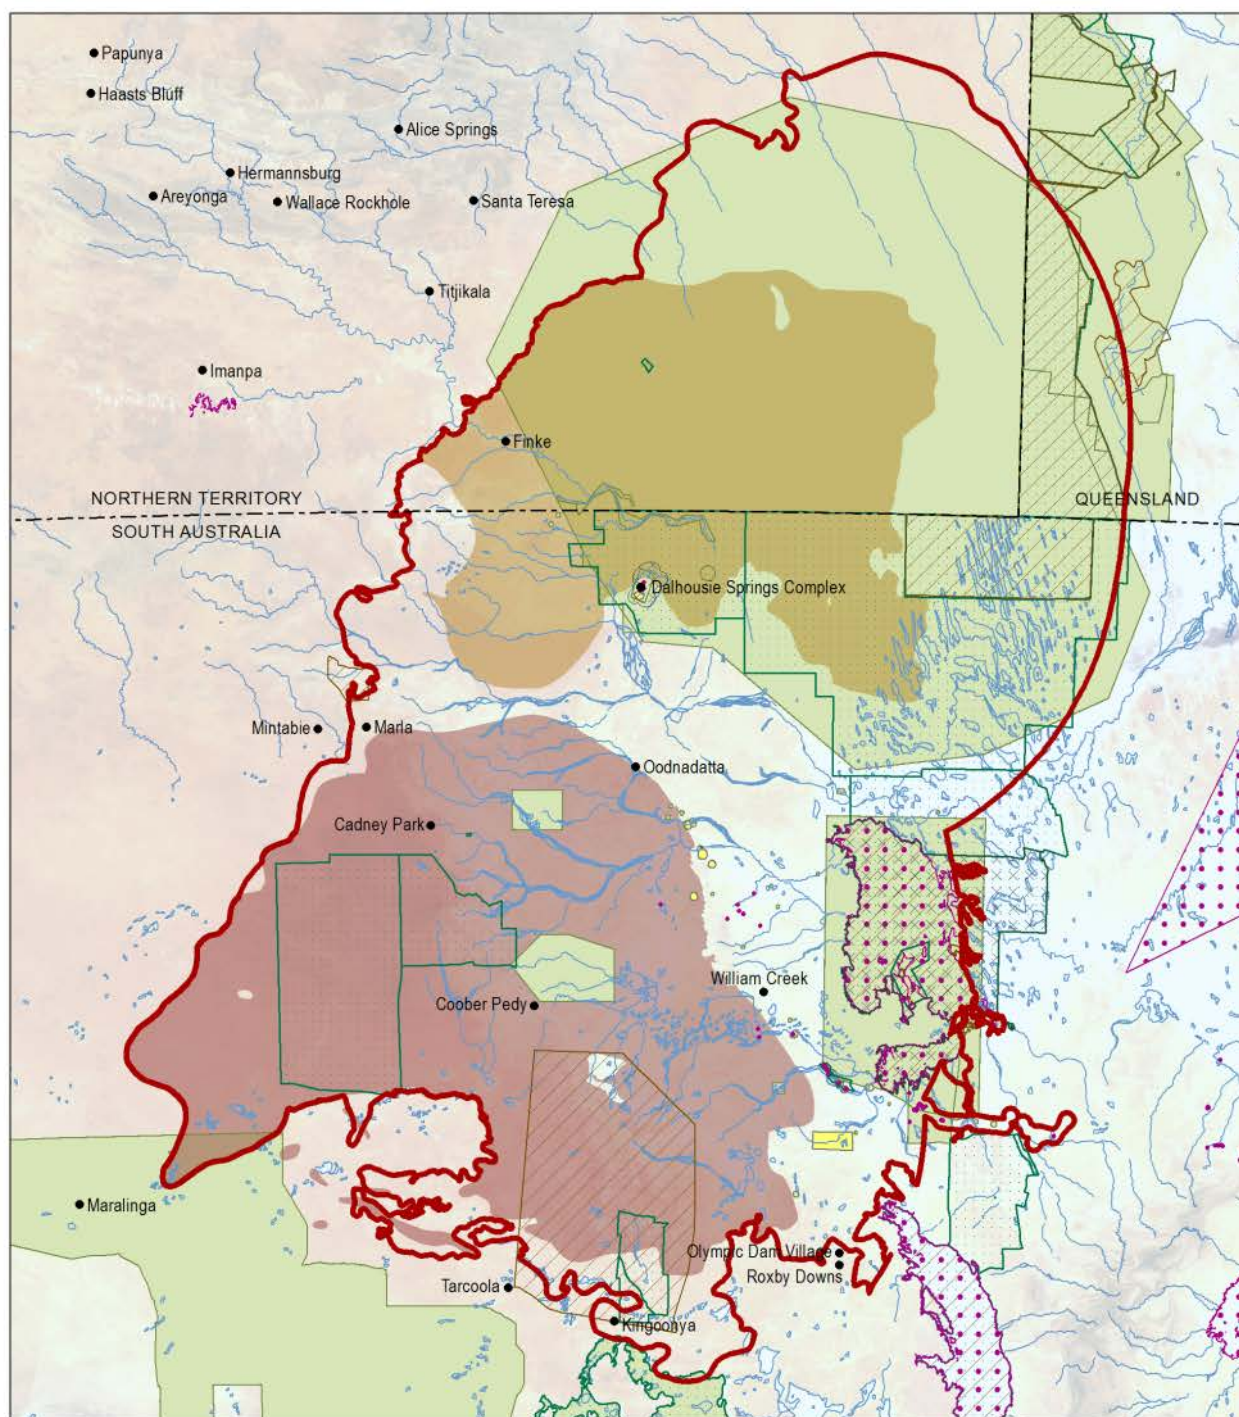 Papunya
Haasts Bluff
Alice Springs
Hermannsburg
Areyonga
Wallace Rockhole
Santa Teresa
Titjikala
Imanpa
Finke
NORTHERN TERRITORY
QUEENSLAND
SOUTH AUSTRALIA
Dalhousie Springs Complex
Mintabie
Marla
Oodnadatta
Cadney Park
William Creek
Coober Pedy
Maralinga
Olympic Dam Village
Roxby Downs
Tarcoola
Kingoonya